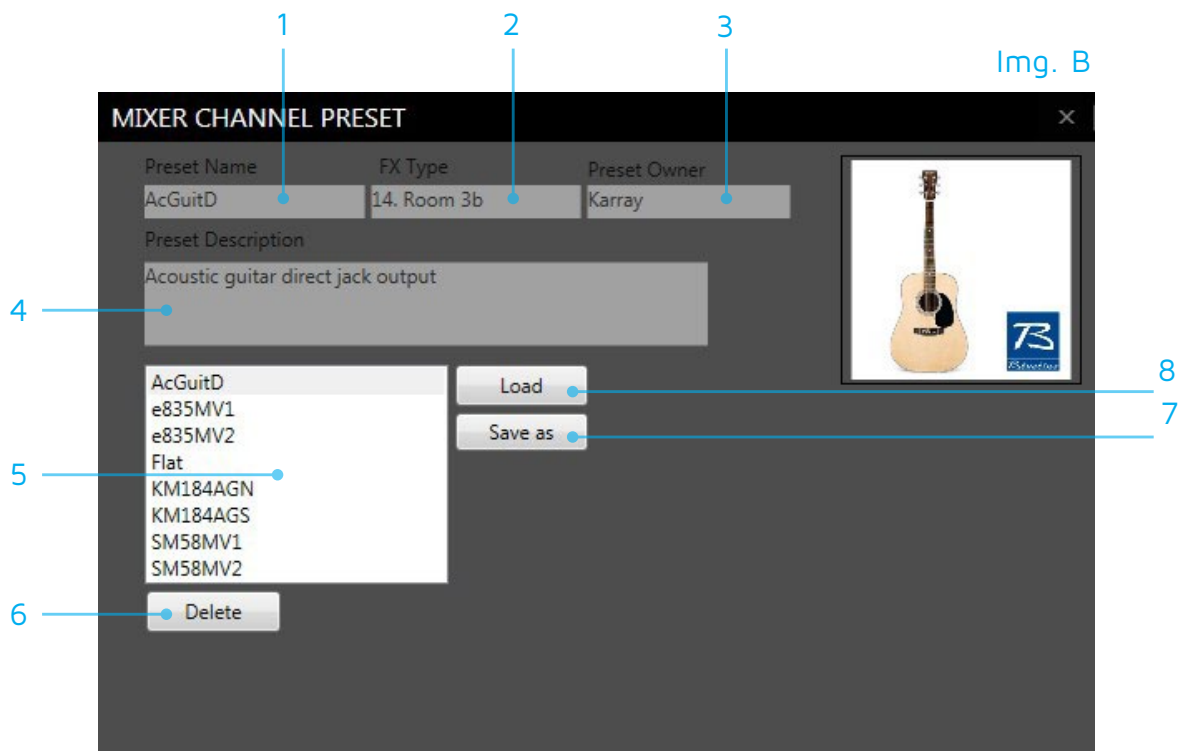 1 2 3
Img. B
MIXER CHANNEL PRESET
Preset Name FX Type Preset Owner
AcGuitD 14. Room 3b Karray
Preset Description
Acoustic guitar direct jack output
4
AcGuitD
e835MV1
e835MV2
Flat
KM184AGN
KM184AGS
SM58MV1
SM58MV2
5
Load
8
Save as
7
6
Delete
B